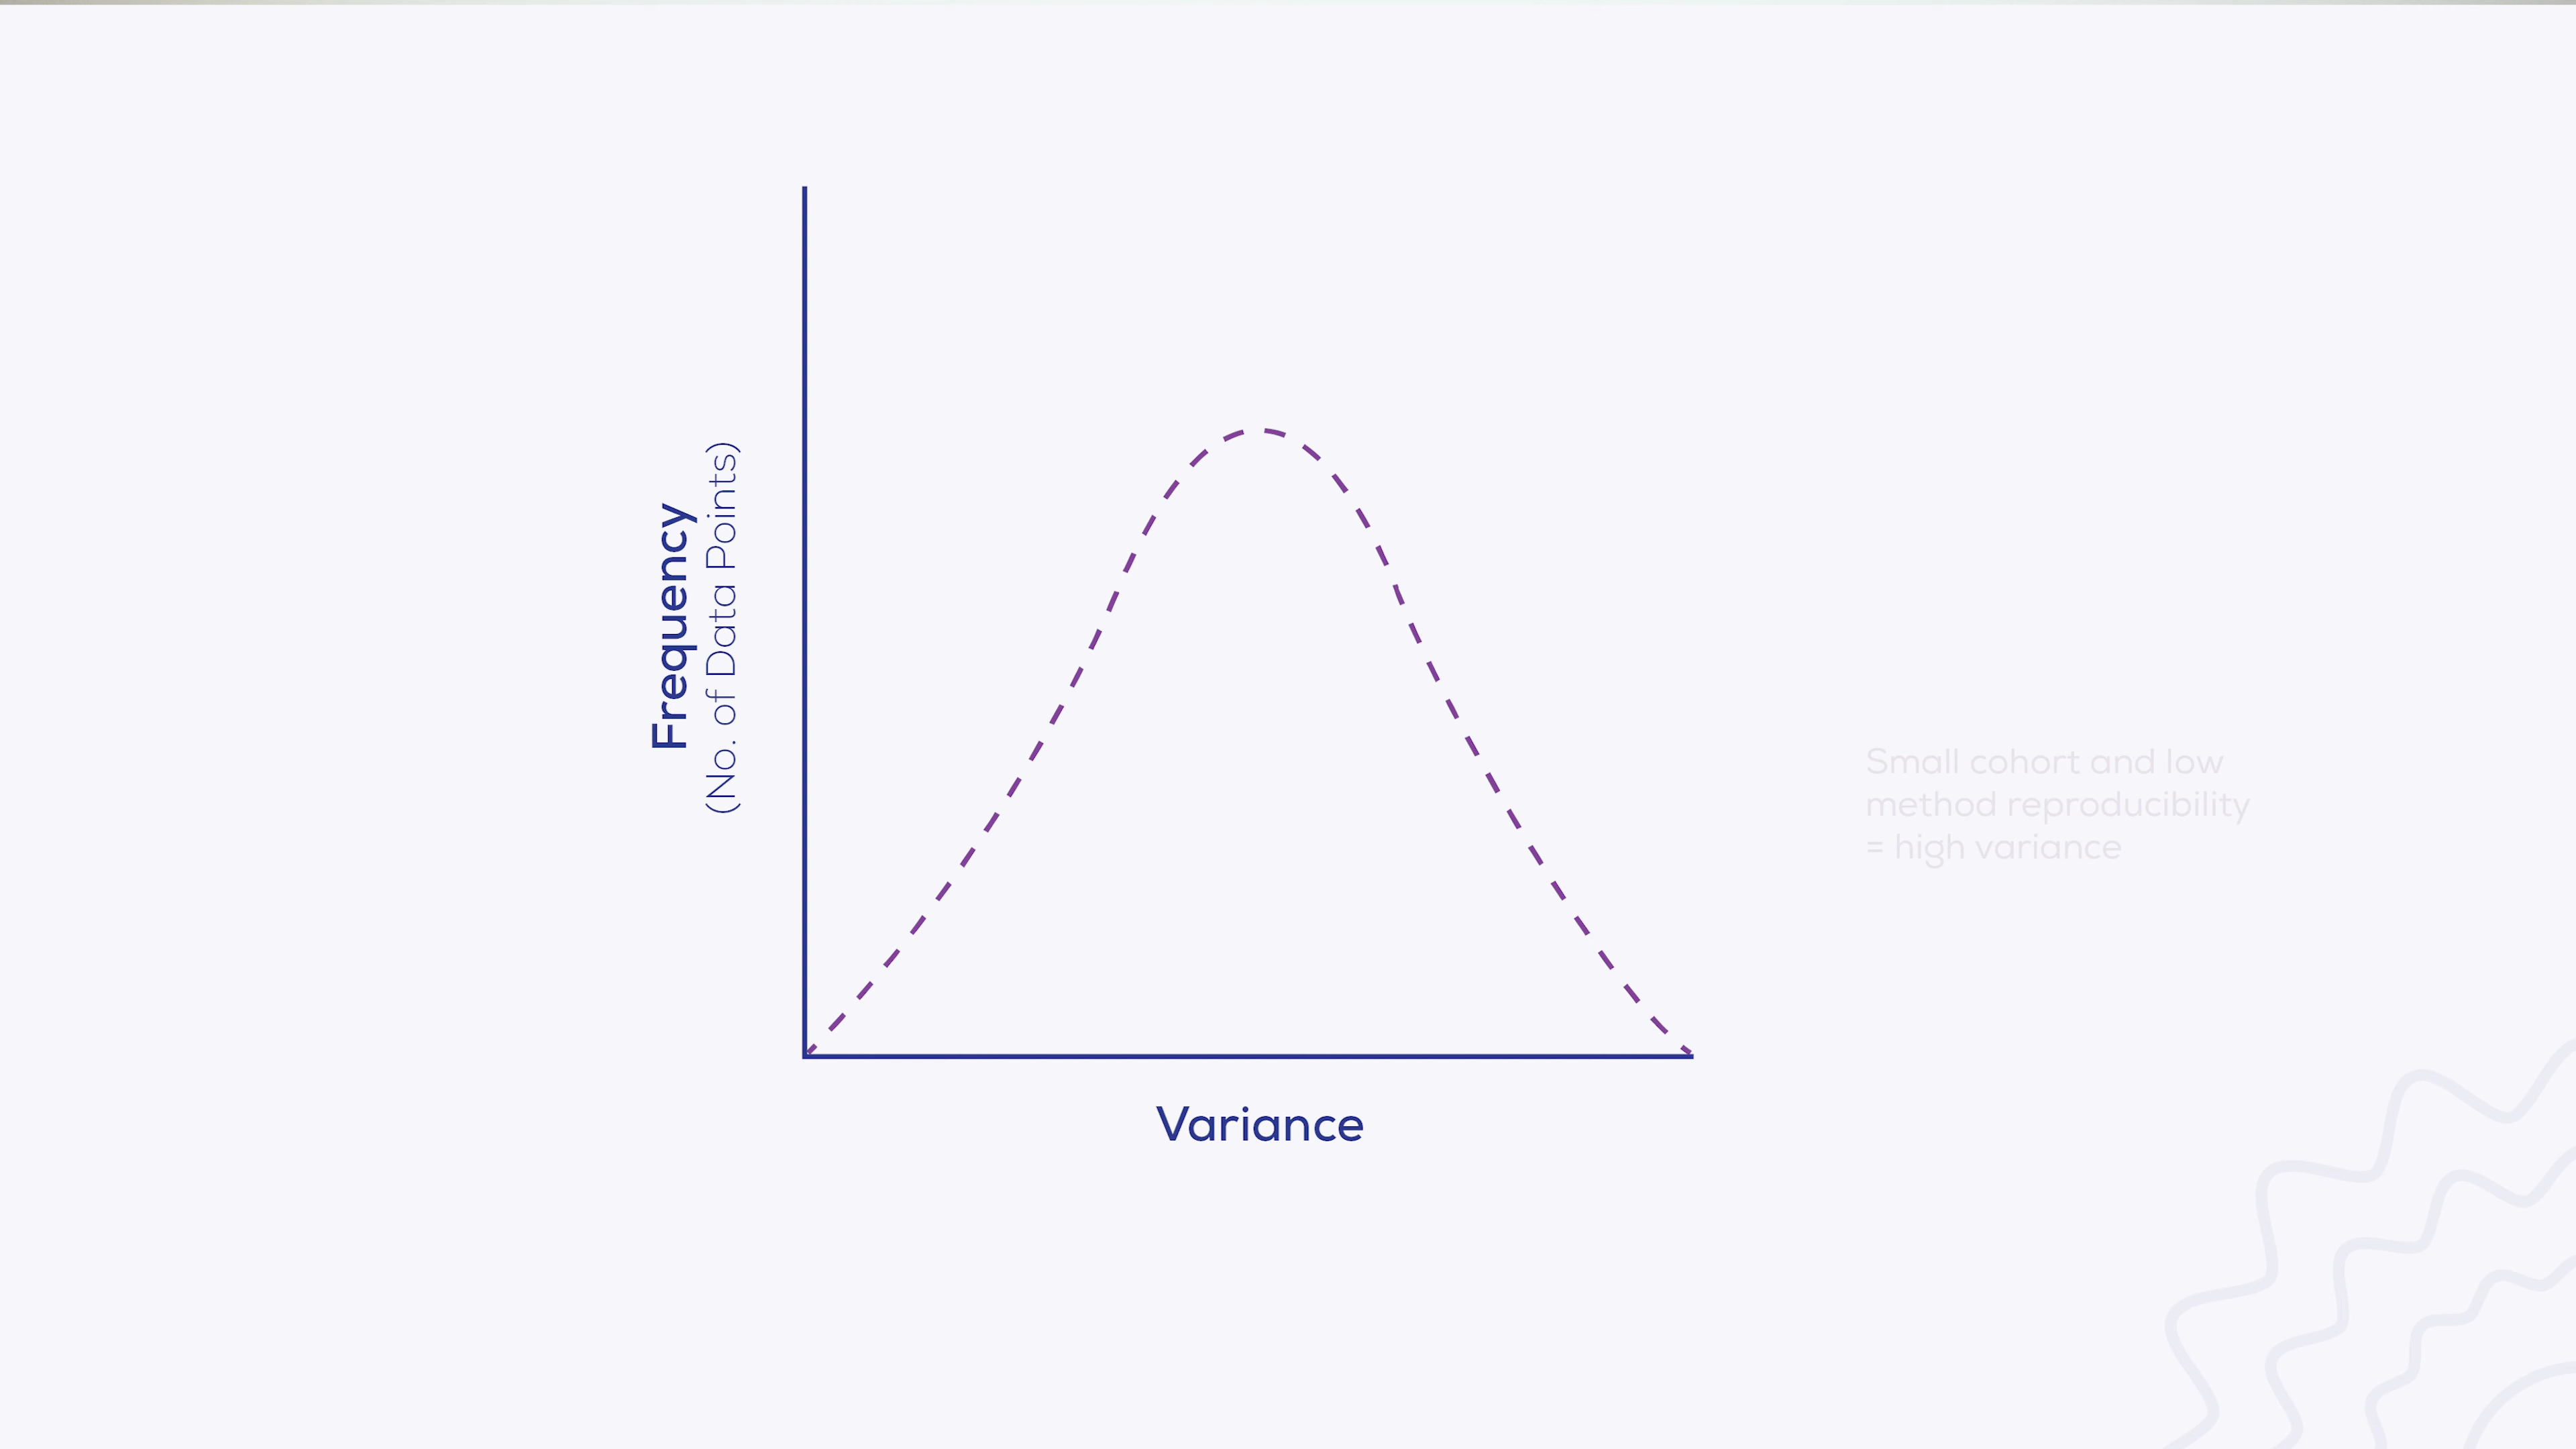 Frequency
(No. of Data Points)
Small cohort and low
method reproducibility
= high variance
Variance